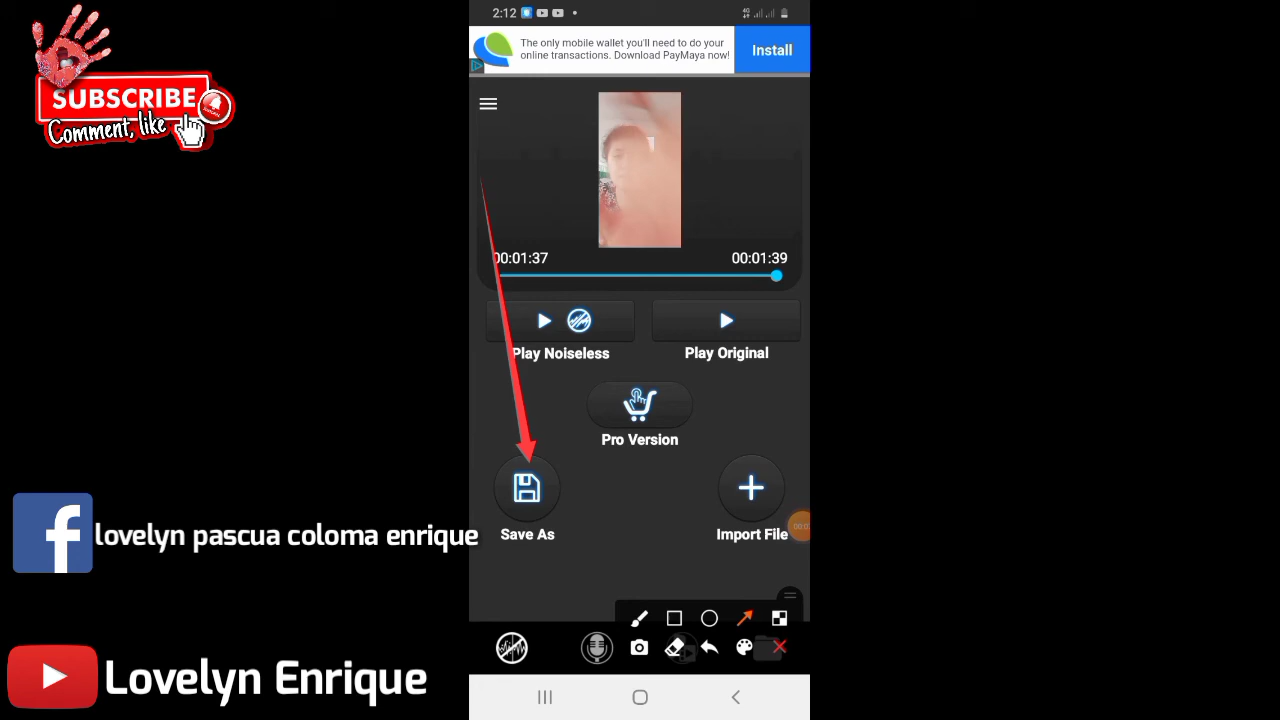 SUBSCRIBE
Comment, like
2:12
4G
The only mobile wallet you'll need to do your
online transactions. Download PayMaya now!
Install
00:01:37
00:01:39
Play Noiseless
Play Original
Pro Version
Save As
Import File
lovelyn pascua coloma enrique
Lovelyn Enrique